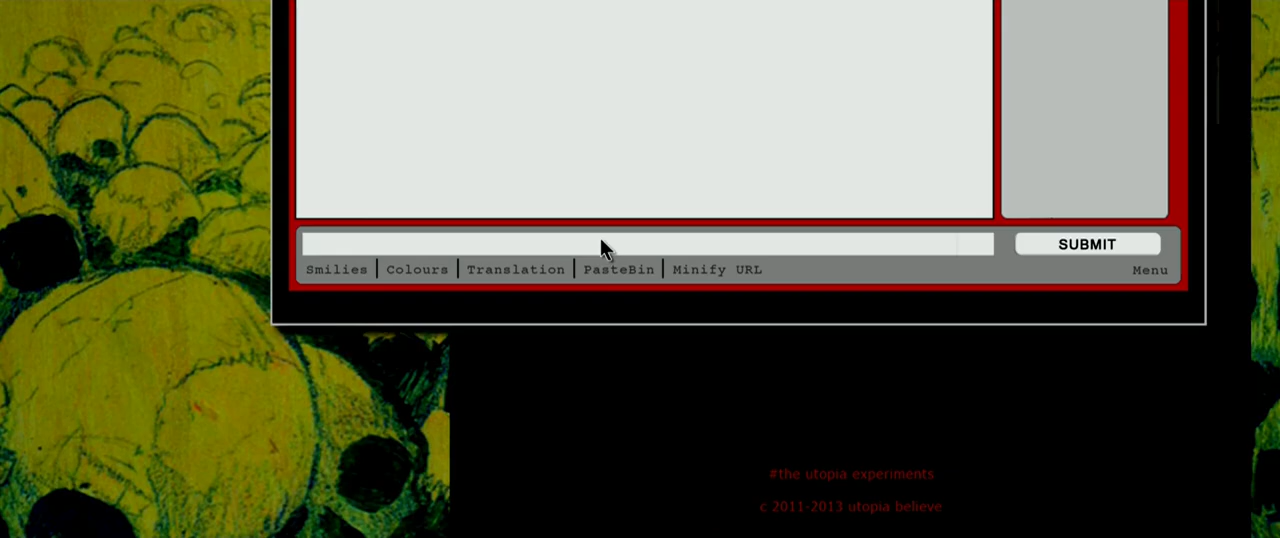 SUBMIT
Smilies | Colours | Translation | PasteBin | Minify URL
Menu
#the utopia experiments
c 2011-2013 utopia believe